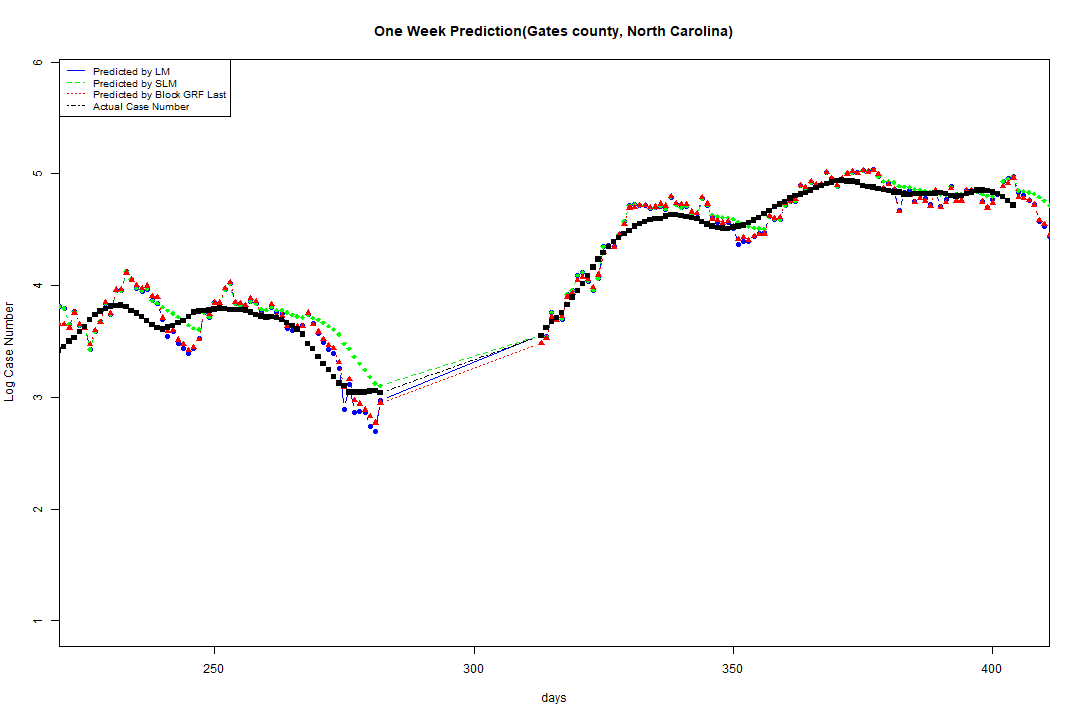 One Week Prediction(Gates county, North Carolina)
Predicted by LM
Predicted by SLM
Predicted by Block GRF Last
Actual Case Number
6
5
4
3
2
1
Log Case Number
250
300
350
400
days